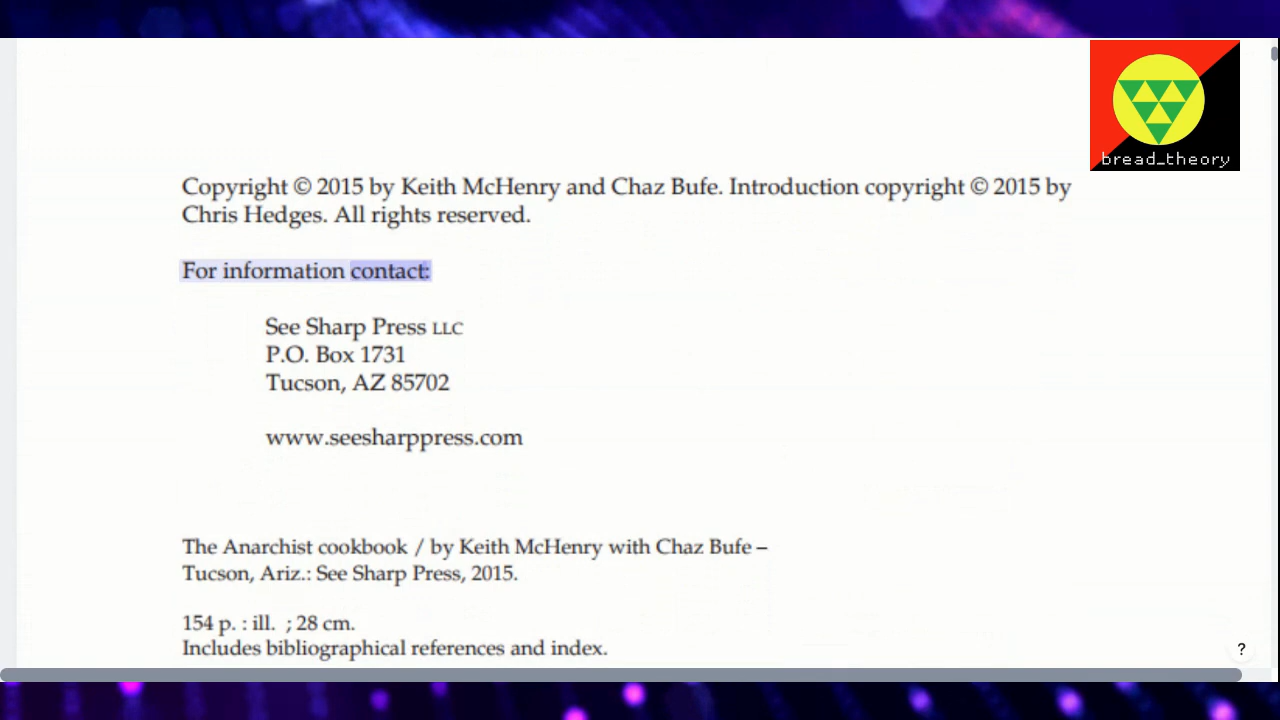 bread_theory
Copyright © 2015 by Keith McHenry and Chaz Bufe. Introduction copyright © 2015 by
Chris Hedges. All rights reserved.
For information contact:
See Sharp Press LLC
P.O. Box 1731
Tucson, AZ 85702
www.seesharppress.com
The Anarchist cookbook / by Keith McHenry with Chaz Bufe –
Tucson, Ariz.: See Sharp Press, 2015.
154 p. : ill.  ; 28 cm.
Includes bibliographical references and index.
?